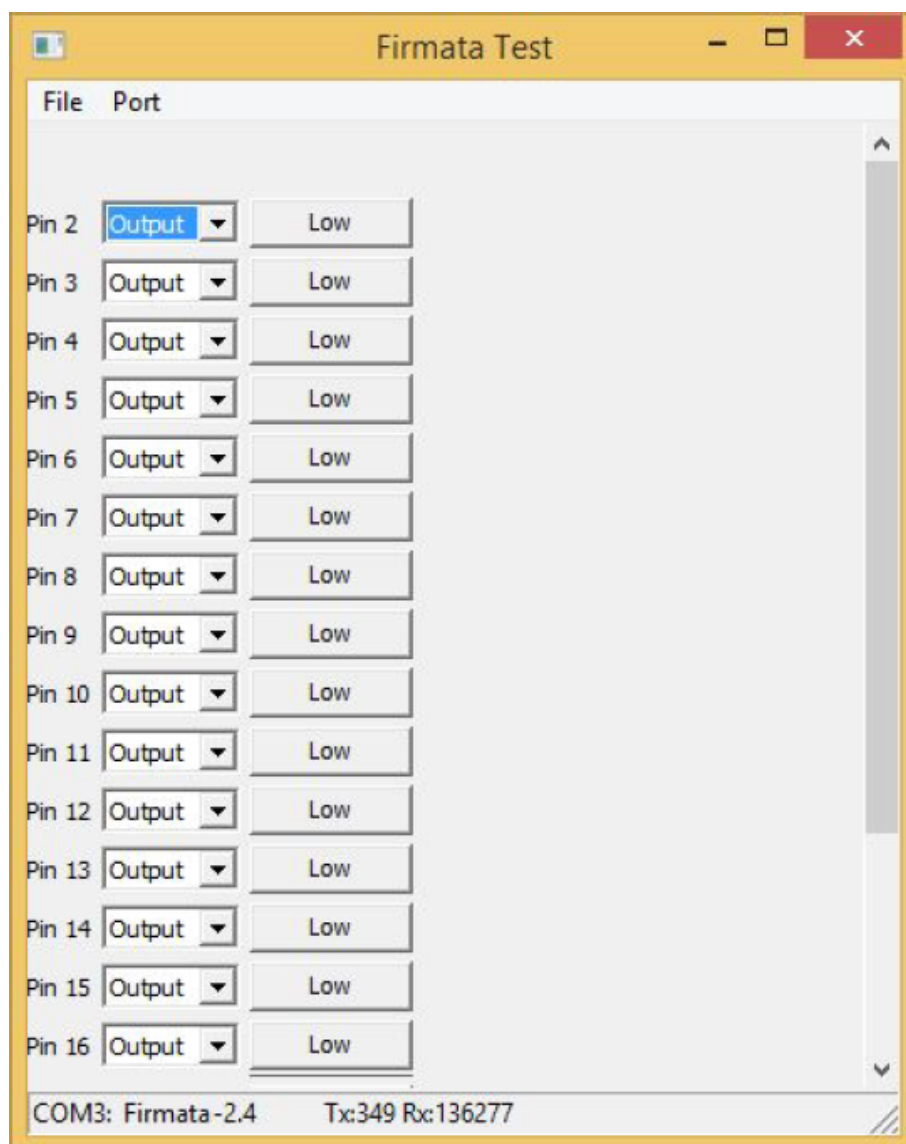 Firmata Test
File Port
Pin 2 Output Low
Pin 3 Output Low
Pin 4 Output Low
Pin 5 Output Low
Pin 6 Output Low
Pin 7 Output Low
Pin 8 Output Low
Pin 9 Output Low
Pin 10 Output Low
Pin 11 Output Low
Pin 12 Output Low
Pin 13 Output Low
Pin 14 Output Low
Pin 15 Output Low
Pin 16 Output Low
COM3: Firmata-2.4 Tx:349 Rx:136277